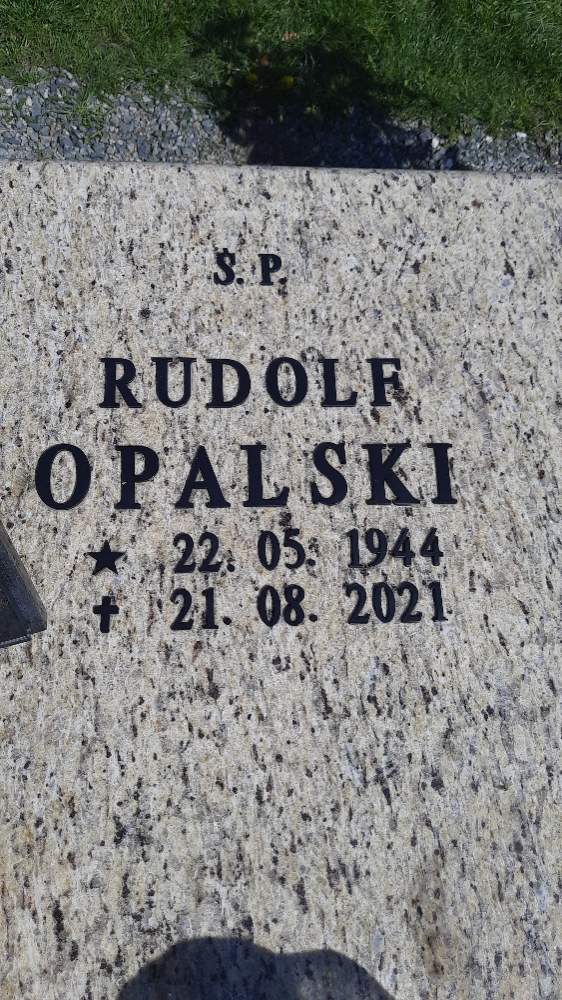 Ś. P.
RUDOLF
OPALSKI
★ 22. 05. 1944
✝ 21. 08. 2021